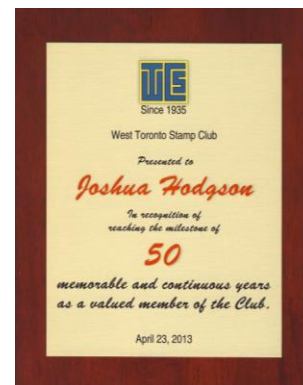 WTCS
Since 1935
West Toronto Stamp Club
Presented to
Joshua Hodgson
In recognition of
reaching the milestone of
50
memorable and continuous years
as a valued member of the Club.
April 23, 2013